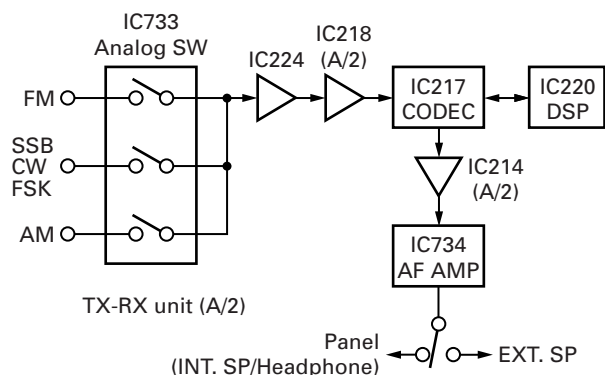 IC733
Analog SW
IC224
IC218
(A/2)
FM
SSB
CW
FSK
AM
IC217
CODEC
IC220
DSP
IC214
(A/2)
IC734
AF AMP
TX-RX unit (A/2)
Panel
(INT. SP/Headphone)
EXT. SP